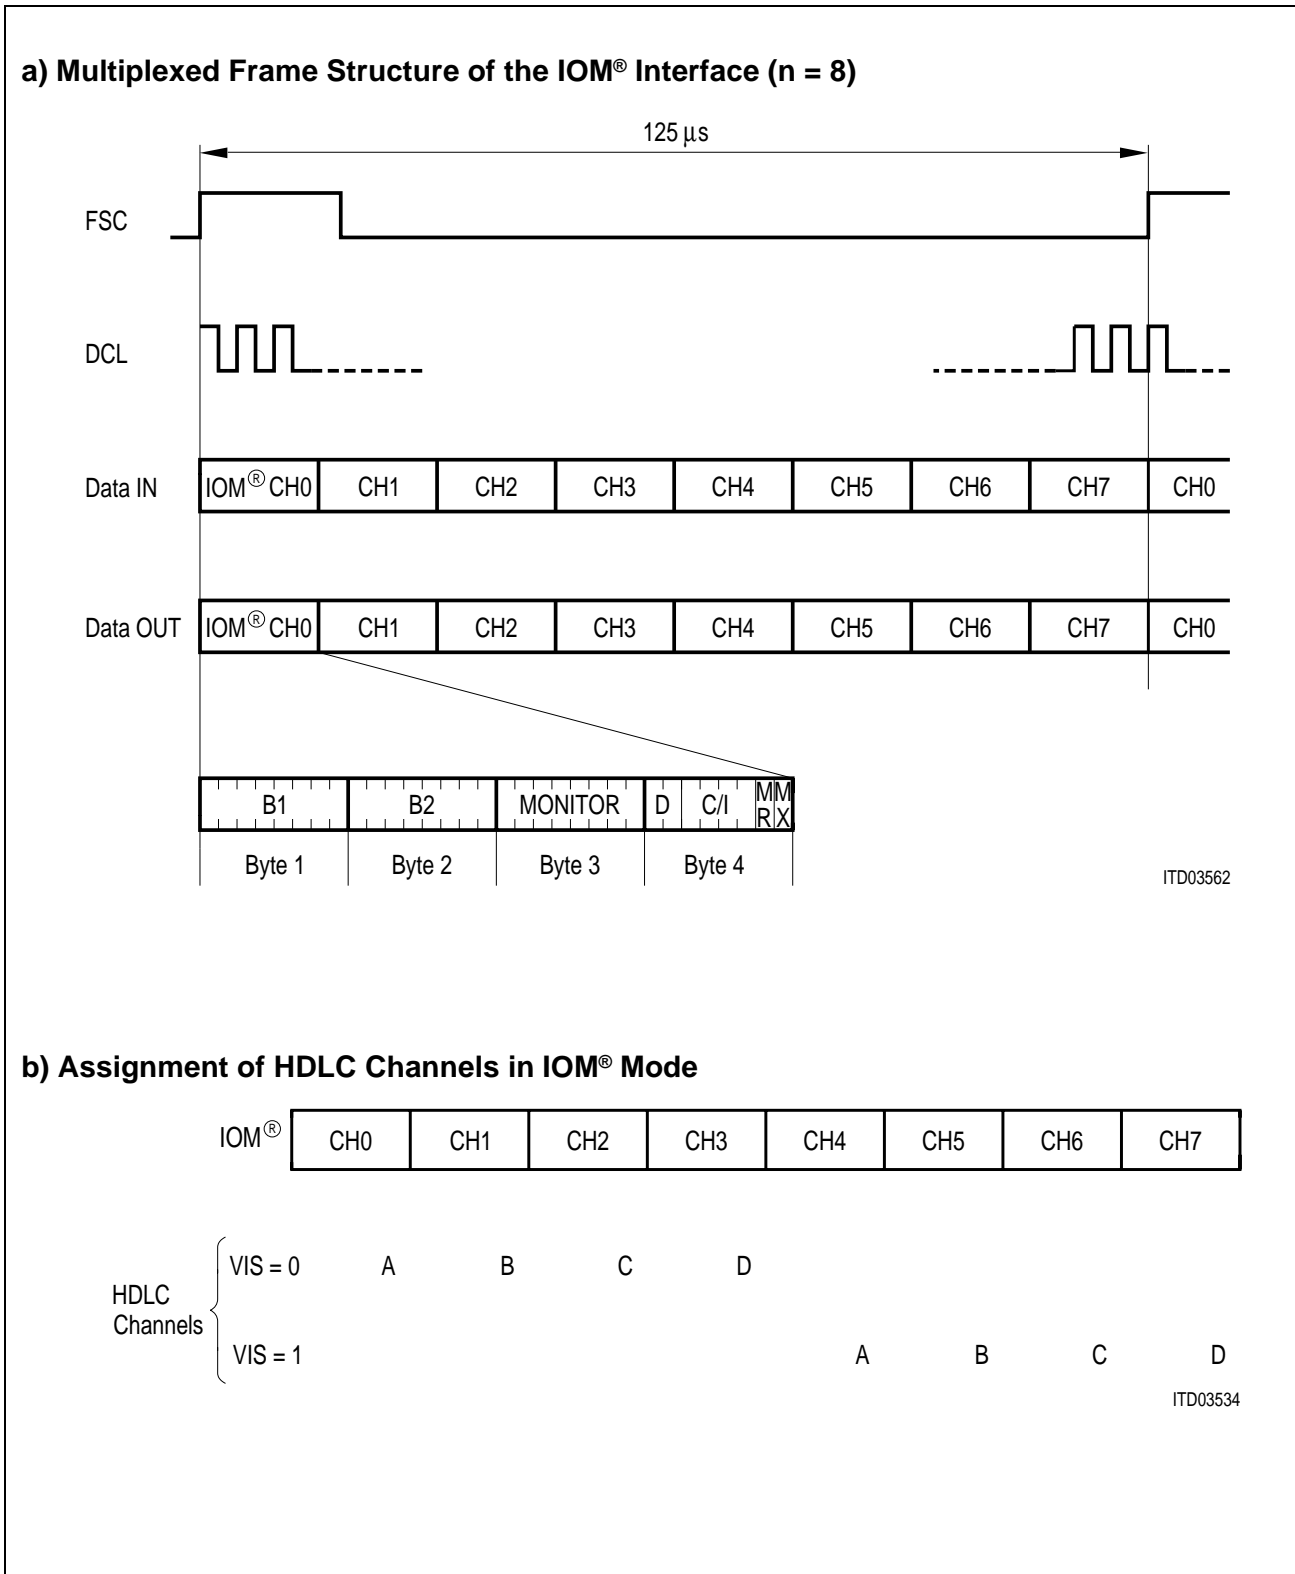 a) Multiplexed Frame Structure of the IOM® Interface (n = 8)
125 μs
FSC
DCL
Data IN IOM® CH0 CH1 CH2 CH3 CH4 CH5 CH6 CH7 CH0
Data OUT IOM® CH0 CH1 CH2 CH3 CH4 CH5 CH6 CH7 CH0
B1 B2 MONITOR D C/I MR MX
Byte 1 Byte 2 Byte 3 Byte 4
ITD03562
b) Assignment of HDLC Channels in IOM® Mode
IOM® CH0 CH1 CH2 CH3 CH4 CH5 CH6 CH7
HDLC Channels
VIS = 0 A B C D
VIS = 1 A B C D
ITD03534